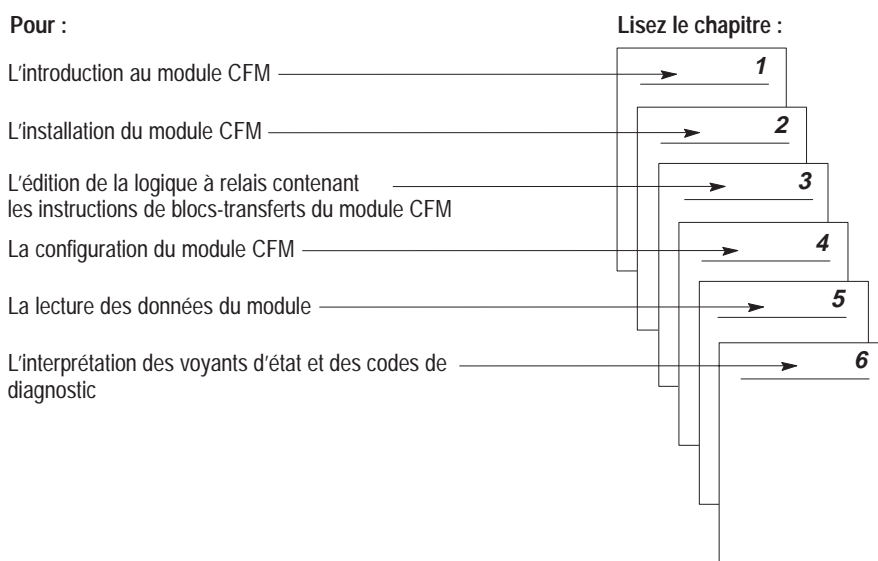 Pour :
Lisez le chapitre :
L'introduction au module CFM
1
L'installation du module CFM
2
L'édition de la logique à relais contenant
les instructions de blocs-transferts du module CFM
3
La configuration du module CFM
4
La lecture des données du module
5
L'interprétation des voyants d'état et des codes de
diagnostic
6